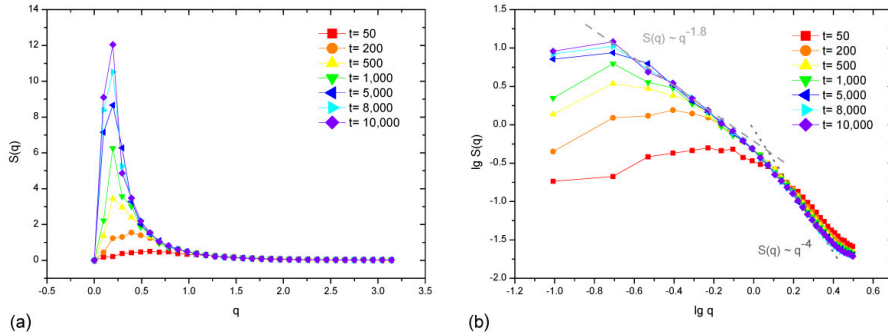 14
12
10
8
6
4
2
0
S(q)
t= 50
t= 200
t= 500
t= 1,000
t= 5,000
t= 8,000
t= 10,000
-0.5 0.0 0.5 1.0 1.5 2.0 2.5 3.0 3.5
q
(a)
1.5
1.0
0.5
0.0
-0.5
-1.0
-1.5
-2.0
lg S(q)
S(q) ~ q-1.8
t= 50
t= 200
t= 500
t= 1,000
t= 5,000
t= 8,000
t= 10,000
S(q) ~ q-4
-1.2 -1.0 -0.8 -0.6 -0.4 -0.2 0.0 0.2 0.4 0.6
lg q
(b)